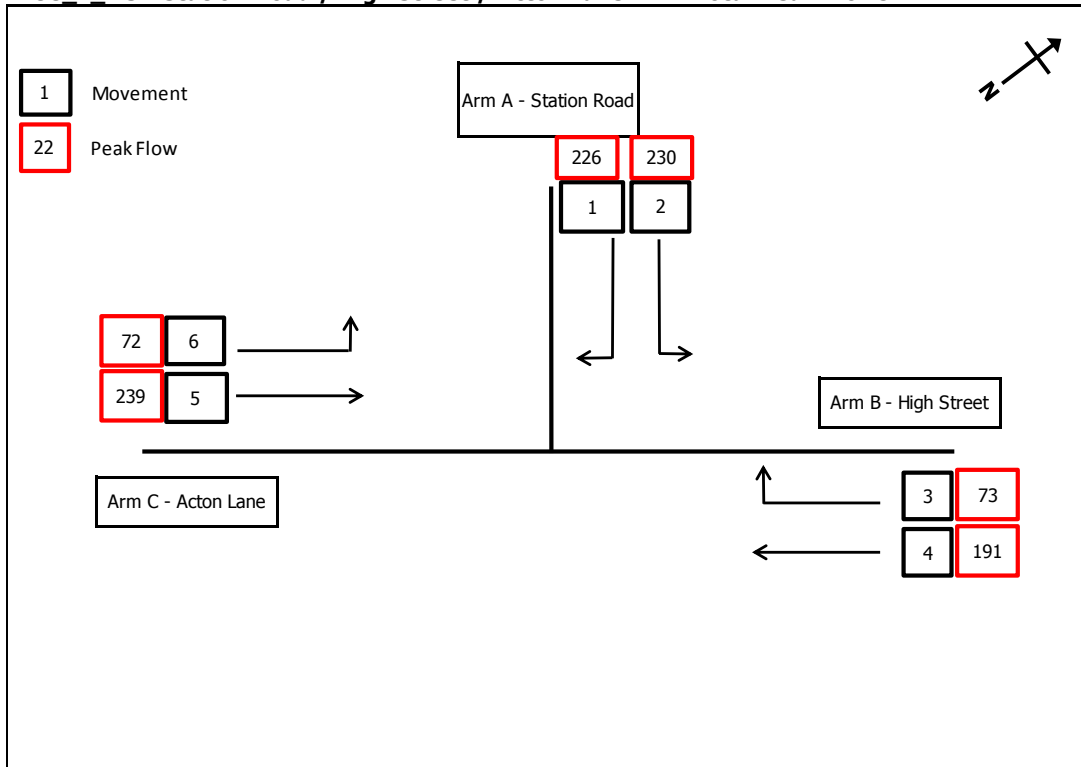 1 Movement
22 Peak Flow
N
Arm A - Station Road
226 230
1 2
72 6
239 5
Arm B - High Street
Arm C - Acton Lane
3 73
4 191